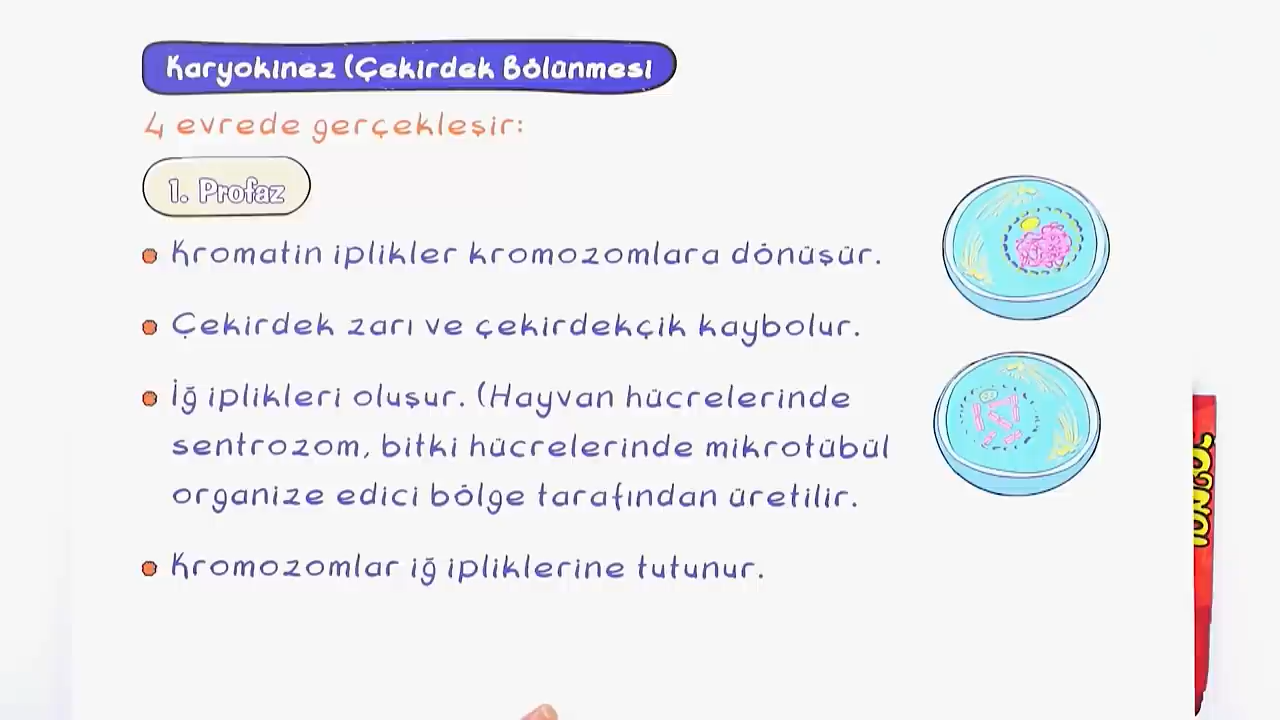 Karyokinez (Çekirdek Bölünmesi
4 evrede gerçekleşir:
1. Profaz
Kromatin iplikler kromozomlara dönüşür.
Çekirdek zarı ve çekirdekçik kaybolur.
İğ iplikleri oluşur. (Hayvan hücrelerinde
sentrozom, bitki hücrelerinde mikrotübül
organize edici bölge tarafından üretilir.
Kromozomlar iğ ipliklerine tutunur.